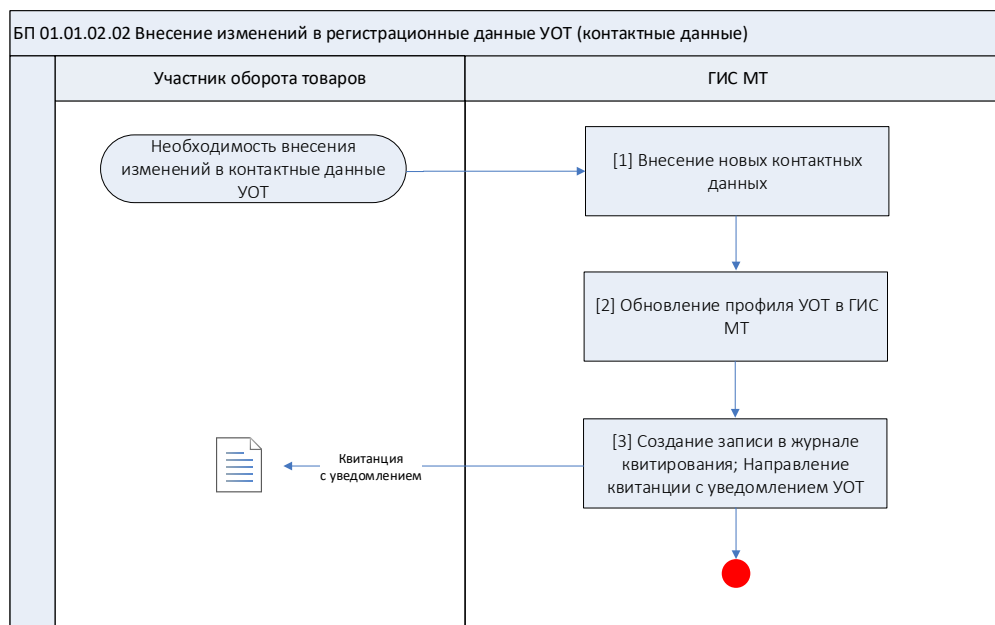 БП 01.01.02.02 Внесение изменений в регистрационные данные УОТ (контактные данные)
Участник оборота товаров
ГИС МТ
Необходимость внесения
изменений в контактные данные
УОТ
[1] Внесение новых контактных
данных
[2] Обновление профиля УОТ в ГИС
МТ
[3] Создание записи в журнале
квитирования; Направление
квитанции с уведомлением УОТ
Квитанция
с уведомлением